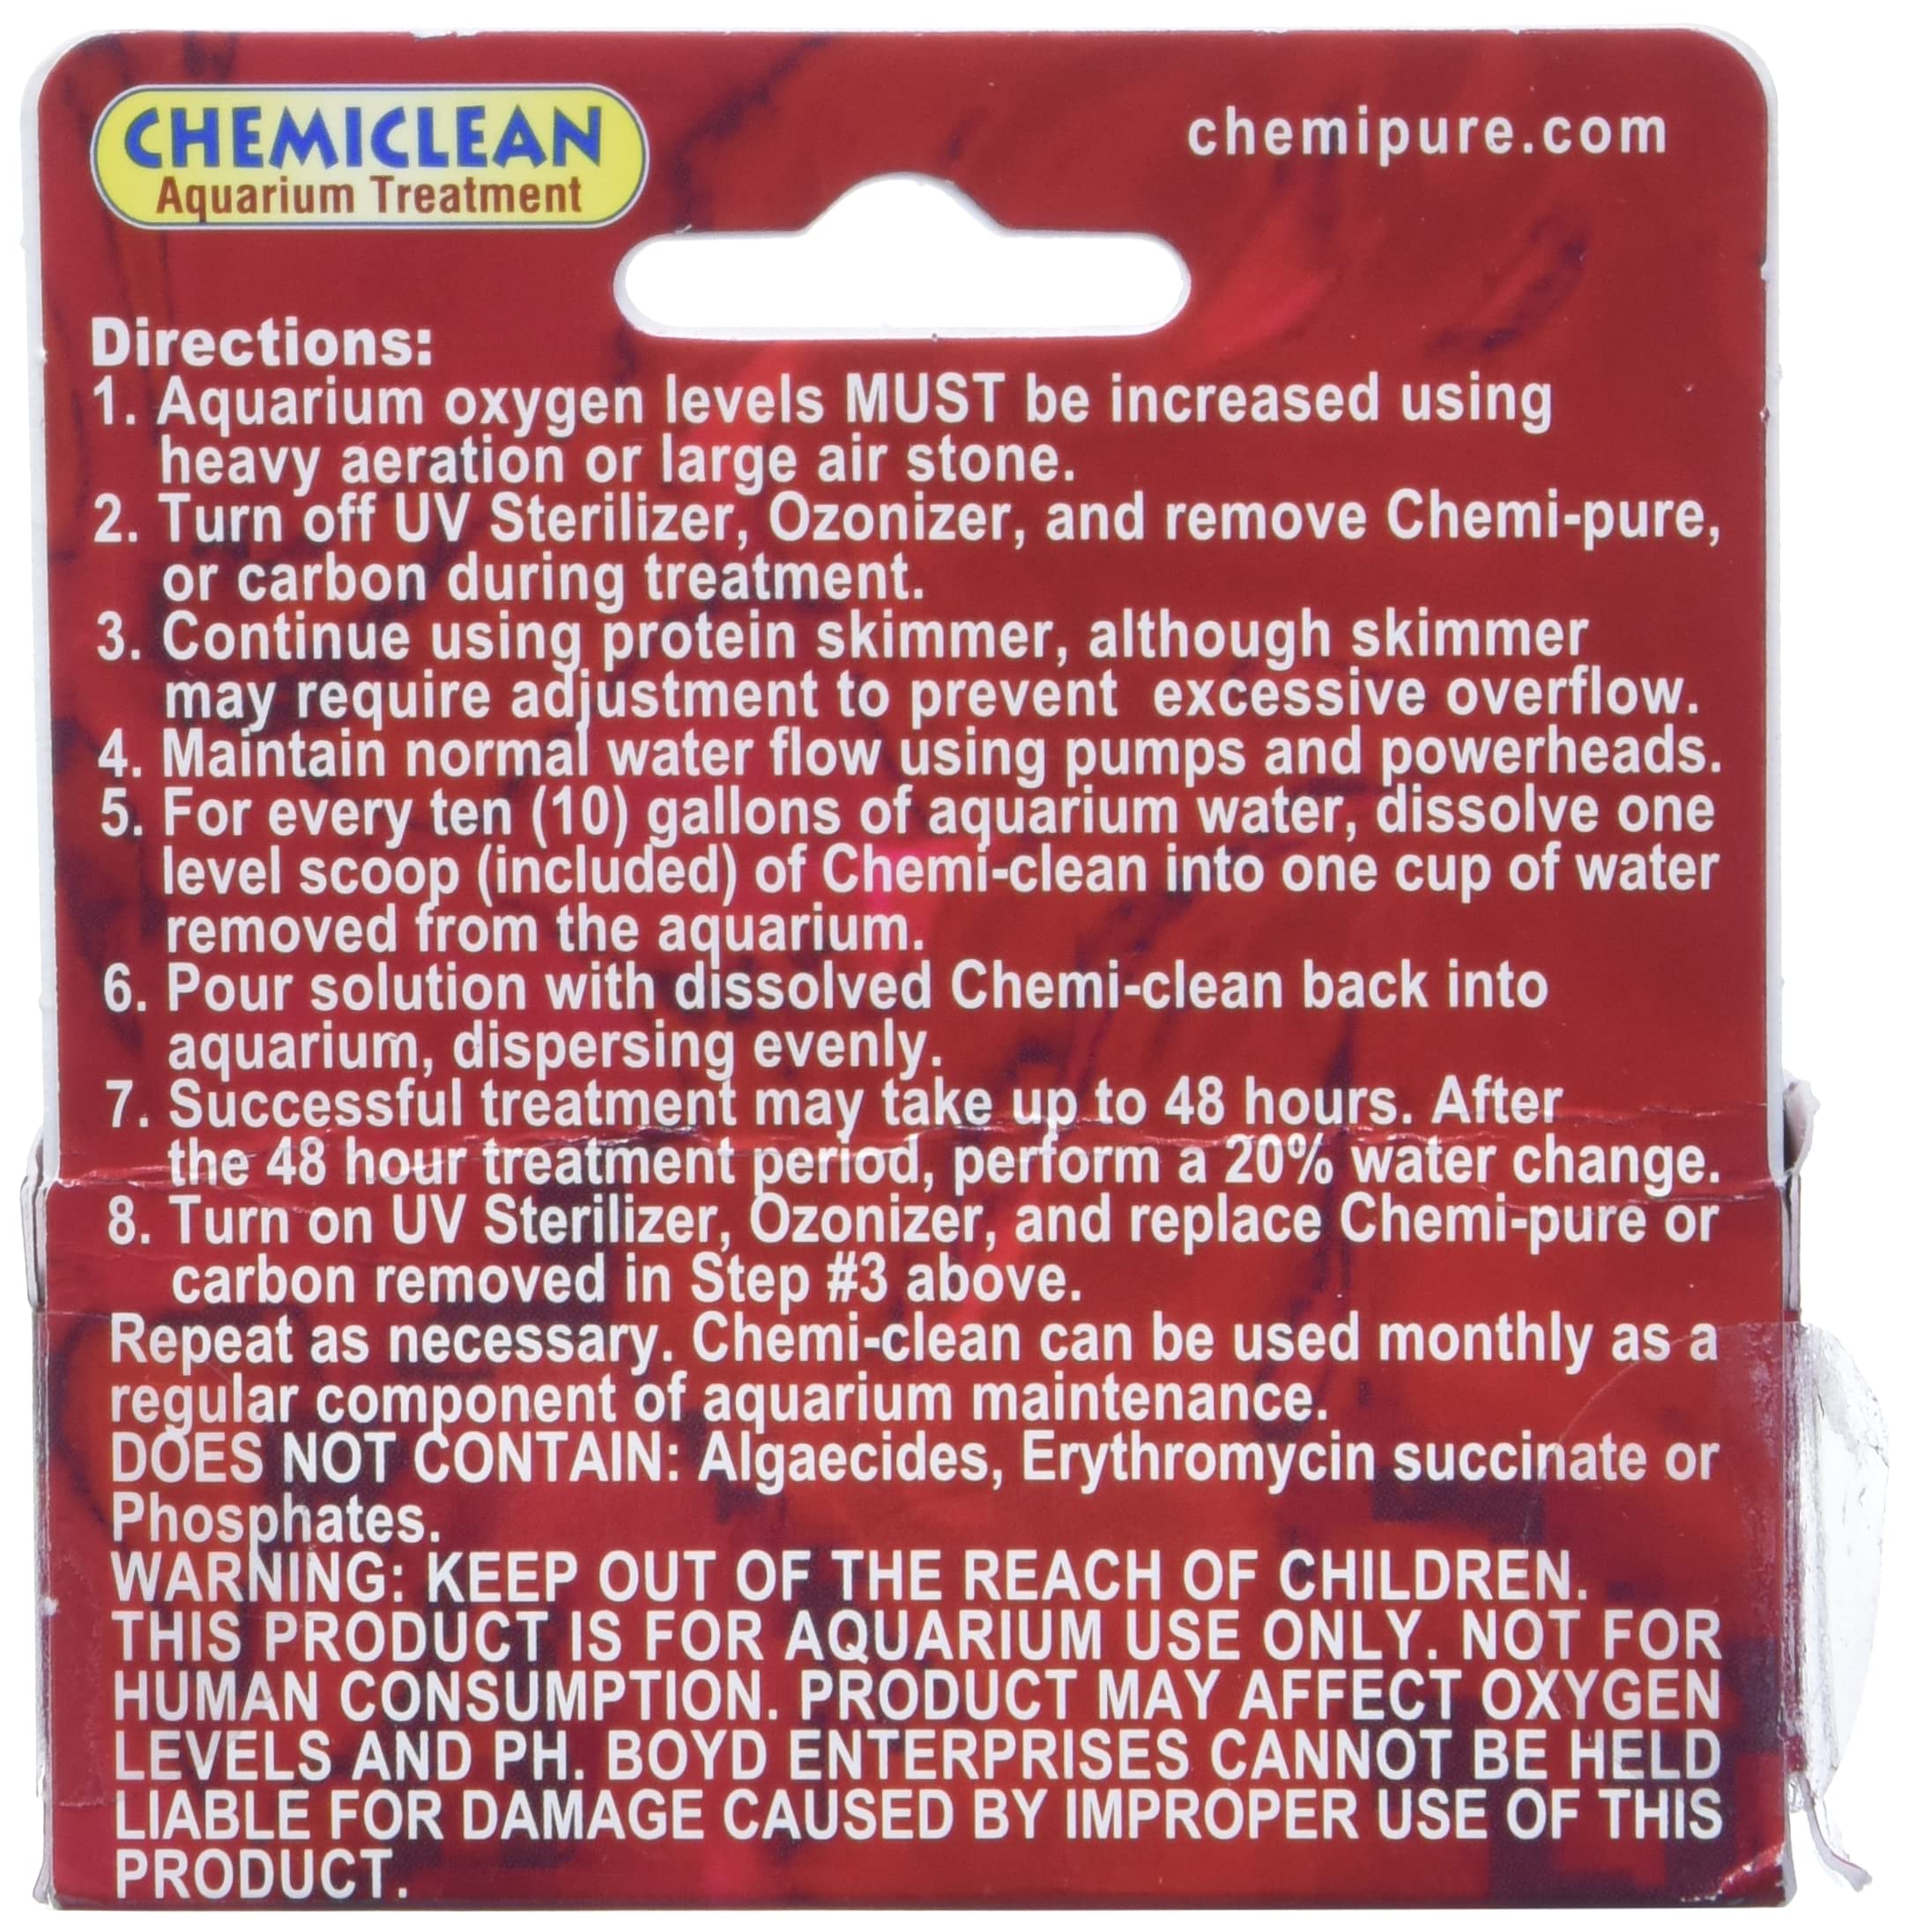 CHEMICLEAN
Aquarium Treatment
chemipure.com
Directions:
1. Aquarium oxygen levels MUST be increased using
heavy aeration or large air stone.
2. Turn off UV Sterilizer, Ozonizer, and remove Chemi-pure,
or carbon during treatment.
3. Continue using protein skimmer, although skimmer
may require adjustment to prevent excessive overflow.
4. Maintain normal water flow using pumps and powerheads.
5. For every ten (10) gallons of aquarium water, dissolve one
level scoop (included) of Chemi-clean into one cup of water
removed from the aquarium.
6. Pour solution with dissolved Chemi-clean back into
aquarium, dispersing evenly.
7. Successful treatment may take up to 48 hours. After
the 48 hour treatment period, perform a 20% water change.
8. Turn on UV Sterilizer, Ozonizer, and replace Chemi-pure or
carbon removed in Step #3 above.
Repeat as necessary. Chemi-clean can be used monthly as a
regular component of aquarium maintenance.
DOES NOT CONTAIN: Algaecides, Erythromycin succinate or
Phosphates.
WARNING: KEEP OUT OF THE REACH OF CHILDREN.
THIS PRODUCT IS FOR AQUARIUM USE ONLY. NOT FOR
HUMAN CONSUMPTION. PRODUCT MAY AFFECT OXYGEN
LEVELS AND PH. BOYD ENTERPRISES CANNOT BE HELD
LIABLE FOR DAMAGE CAUSED BY IMPROPER USE OF THIS
PRODUCT.